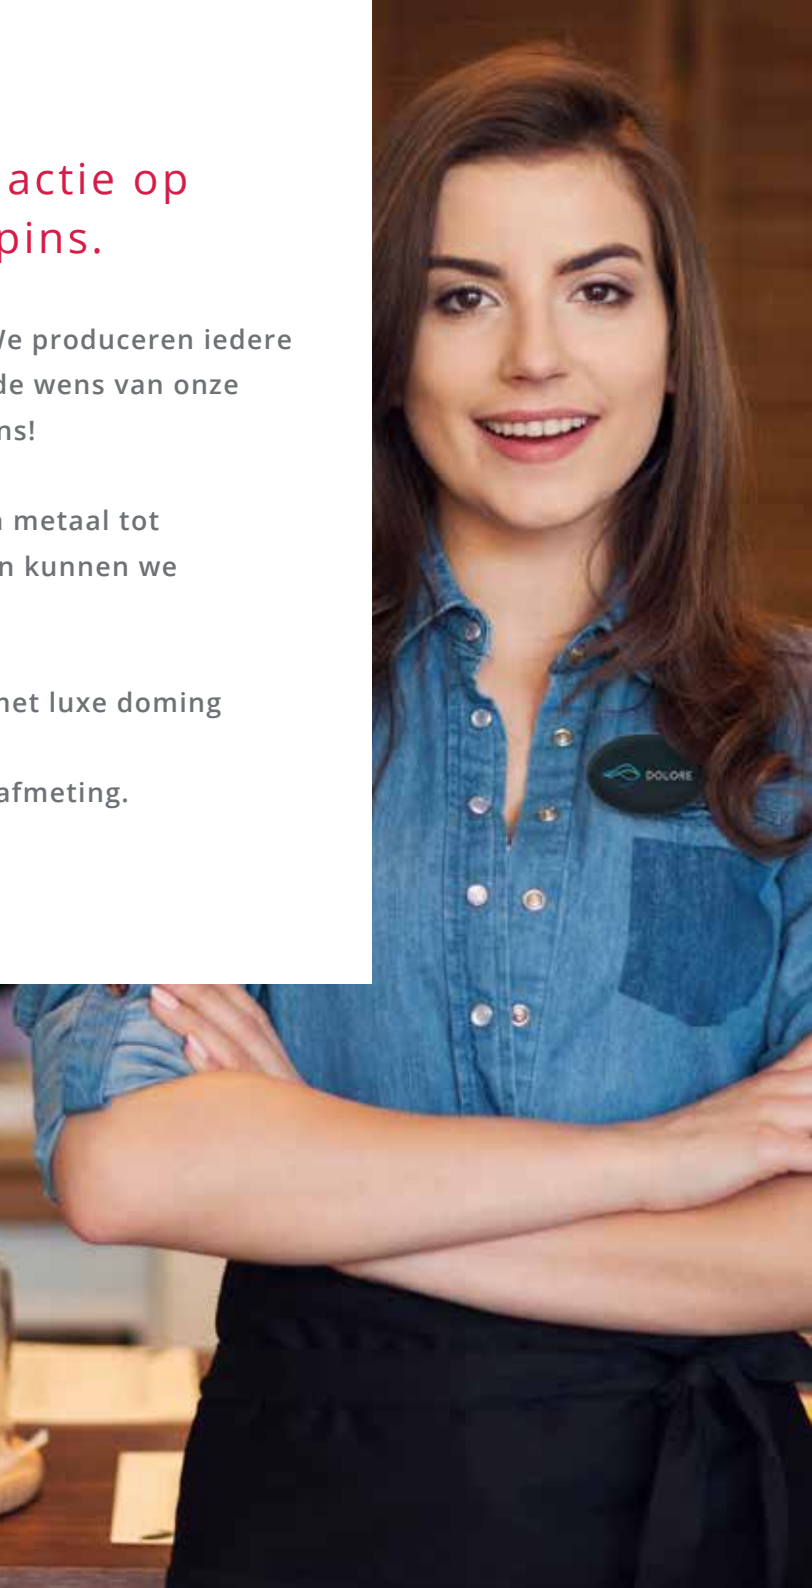 actie op
pins.
We produceren iedere
de wens van onze
ns!
metaal tot
n kunnen we
met luxe doming
afmeting.
DOLORE